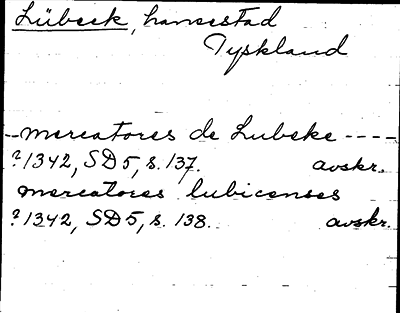 Lübeck, hansestad
Tyskland
--mercatores de Lubeke ----
?1342, SD 5, s. 137. avskr.
mercatores lubicenses
?1342, SD 5, s. 138. avskr.